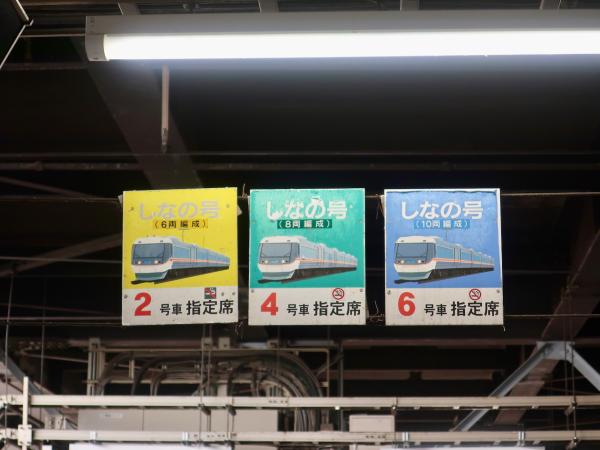 しなの号
(6両編成)
2 号車 指定席
しなの号
(8両編成)
4 号車 指定席
しなの号
(10両編成)
6 号車 指定席